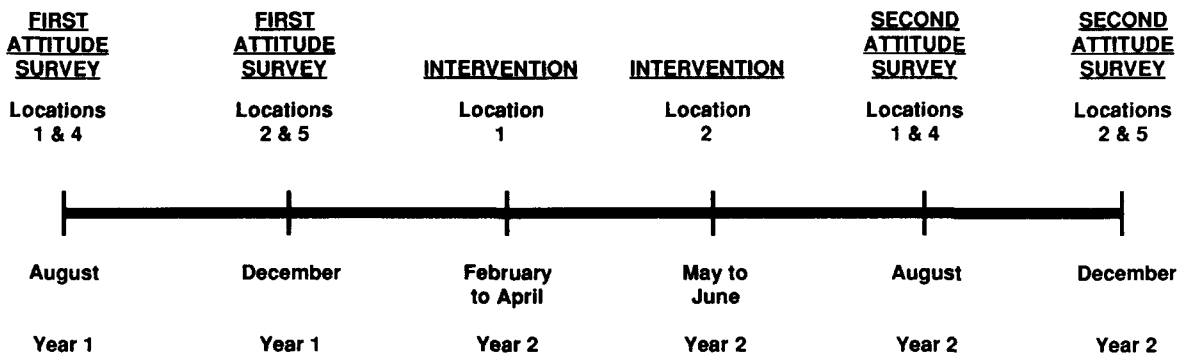 FIRST
ATTITUDE
SURVEY
Locations
1 & 4
FIRST
ATTITUDE
SURVEY
Locations
2 & 5
INTERVENTION
Location
1
INTERVENTION
Location
2
SECOND
ATTITUDE
SURVEY
Locations
1 & 4
SECOND
ATTITUDE
SURVEY
Locations
2 & 5
August
Year 1
December
Year 1
February
to April
Year 2
May to
June
Year 2
August
Year 2
December
Year 2